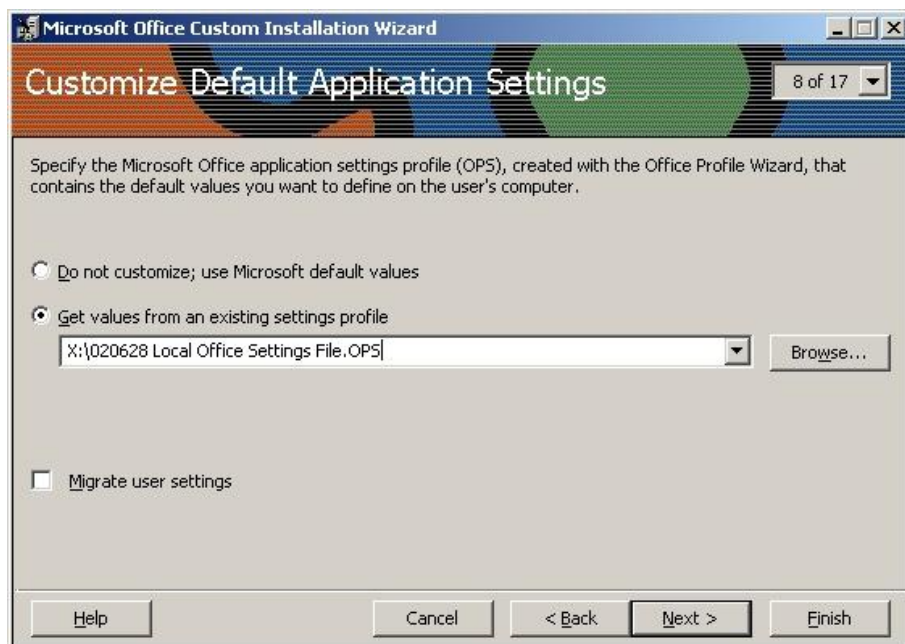 Microsoft Office Custom Installation Wizard
Customize Default Application Settings
8 of 17
Specify the Microsoft Office application settings profile (OPS), created with the Office Profile Wizard, that
contains the default values you want to define on the user's computer.
Do not customize; use Microsoft default values
Get values from an existing settings profile
X:\020628 Local Office Settings File.OPS
Browse...
Migrate user settings
Help
Cancel
< Back
Next >
Finish